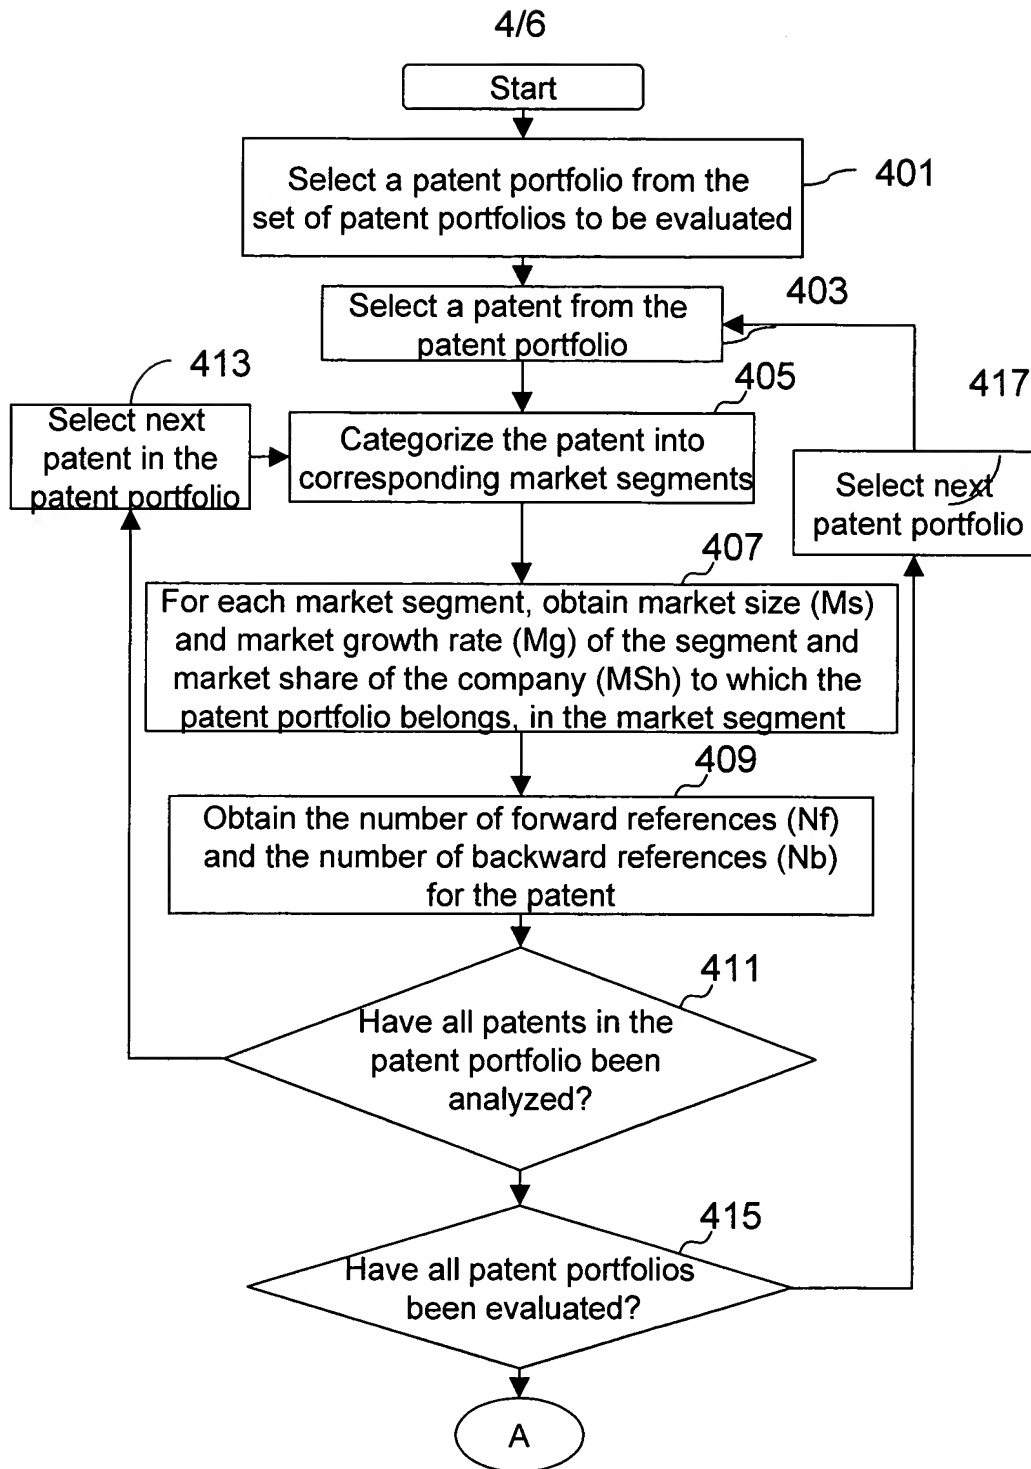 4/6
Start
Select a patent portfolio from the
set of patent portfolios to be evaluated
401
Select a patent from the
patent portfolio
403
413
Select next
patent in the
patent portfolio
405
Categorize the patent into
corresponding market segments
417
Select next
patent portfolio
407
For each market segment, obtain market size (Ms)
and market growth rate (Mg) of the segment and
market share of the company (MSh) to which the
patent portfolio belongs, in the market segment
409
Obtain the number of forward references (Nf)
and the number of backward references (Nb)
for the patent
411
Have all patents in the
patent portfolio been
analyzed?
415
Have all patent portfolios
been evaluated?
A